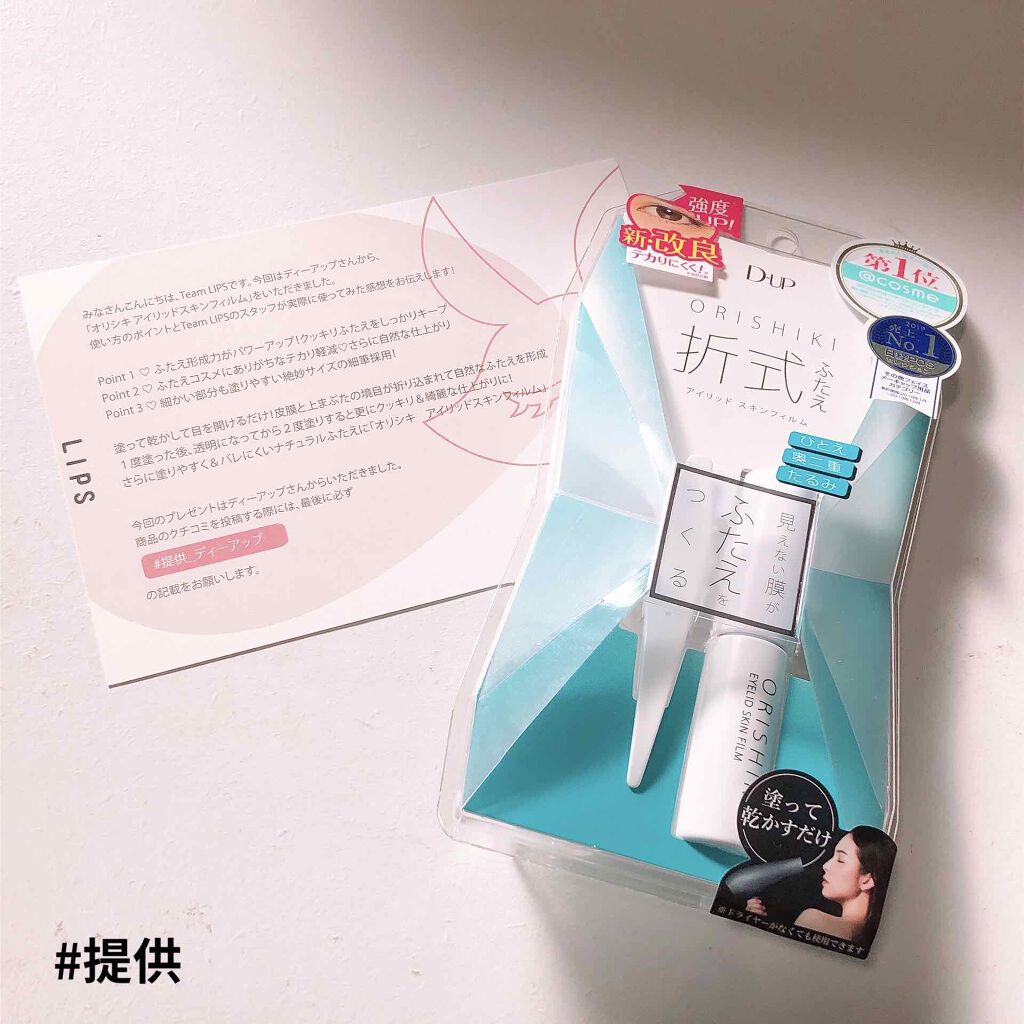 みなさんこんにちは、Team LIPSです。今回はディーアップさんから、
「オリシキ アイリッドスキンフィルム」をいただきました。
使い方のポイントとTeam LIPSのスタッフが実際に使ってみた感想をお伝えします!
Point 1 ♡ ふたえ形成力がパワーアップ!クッキリふたえをしっかりキープ
Point 2 ♡ ふたえコスメにありがちなテカリ軽減♡さらに自然な仕上がり
Point 3 ♡ 細かい部分も塗りやすい絶妙サイズの細筆採用!
塗って乾かして目を開けるだけ!皮膜と上まぶたの項目が折り込まれて自然なふたえを形成
1度塗った後、透明になってから2度塗りすると更にクッキリ&綺麗な仕上がりに!
さらに塗りやすく&バレにくいナチュラルふたえに「オリシキ アイリッドスキンフィルム」
今回のプレゼントはディーアップさんからいただきました。
商品のクチコミを投稿する際には、最後に必ず
#提供_ディーアップ
の記載をお願いします。
LIPS
強度
UP!
新・改良
テカりにくく!
D-UP
ORISHIKI
折式
ふたえ
アイリッド スキンフィルム
第1位
@cosme
2019
売上
No.1
ひとえ
奥二重
たるみ
見えない膜が
ふたえを
つくる
ORISHI
EYELID SKIN FILM
塗って
乾かすだけ
※ドライヤーがなくても使用できます
#提供